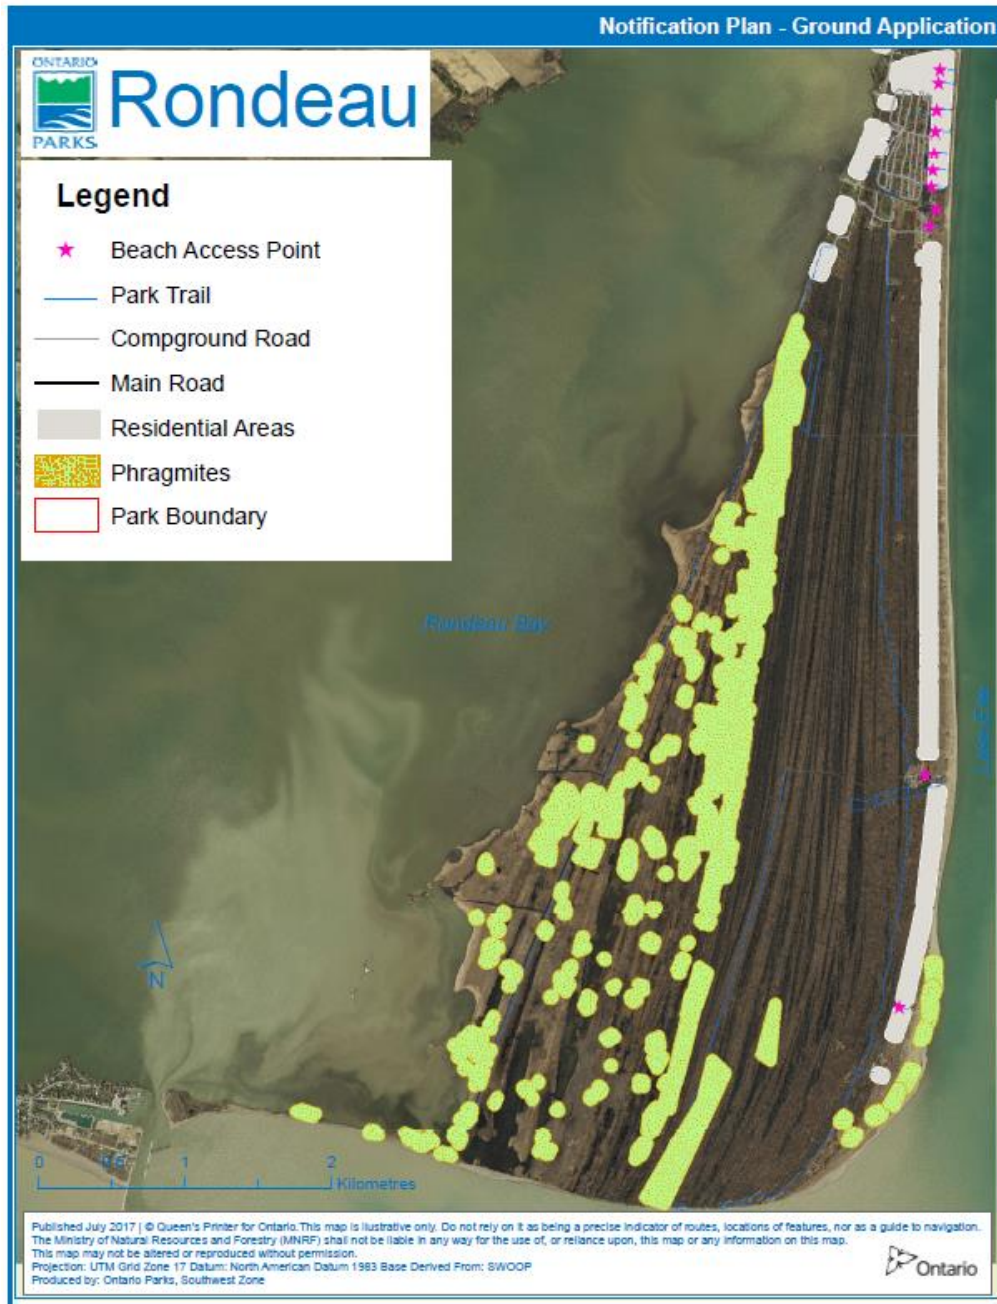 Notification Plan - Ground Application
ONTARIO
PARKS
Rondeau
Legend
Beach Access Point
Park Trail
Compground Road
Main Road
Residential Areas
Phragmites
Park Boundary
Rondeau Bay
Lake Erie
N
0 0.5 1 2
Kilometres
Published July 2017 | © Queen's Printer for Ontario. This map is illustrative only. Do not rely on it as being a precise indicator of routes, locations of features, nor as a guide to navigation.
The Ministry of Natural Resources and Forestry (MNRF) shall not be liable in any way for the use of, or reliance upon, this map or any information on this map.
This map may not be altered or reproduced without permission.
Projection: UTM Grid Zone 17 Datum: North American Datum 1983 Base Derived From: SWOOP
Produced by: Ontario Parks, Southwest Zone
Ontario